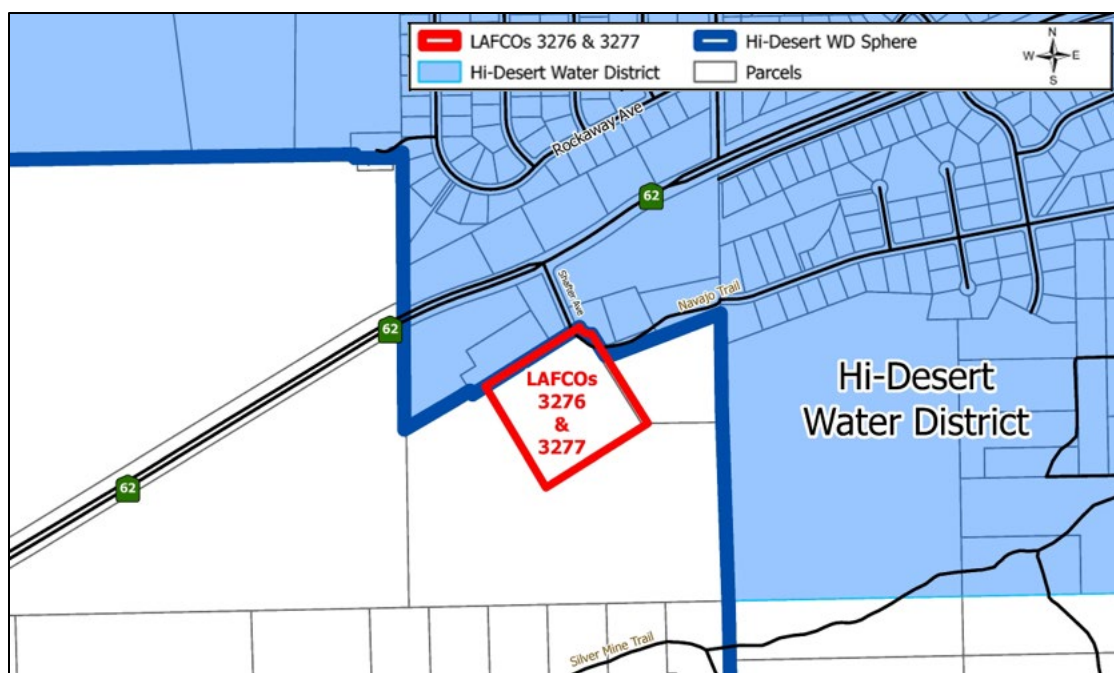 LAFCOs 3276 & 3277
Hi-Desert WD Sphere
Hi-Desert Water District
Parcels
N
W E
S
Rockaway Ave
62
Shafter Ave
Navajo Trail
62
LAFCOs
3276
&
3277
Hi-Desert
Water District
62
Silver Mine Trail